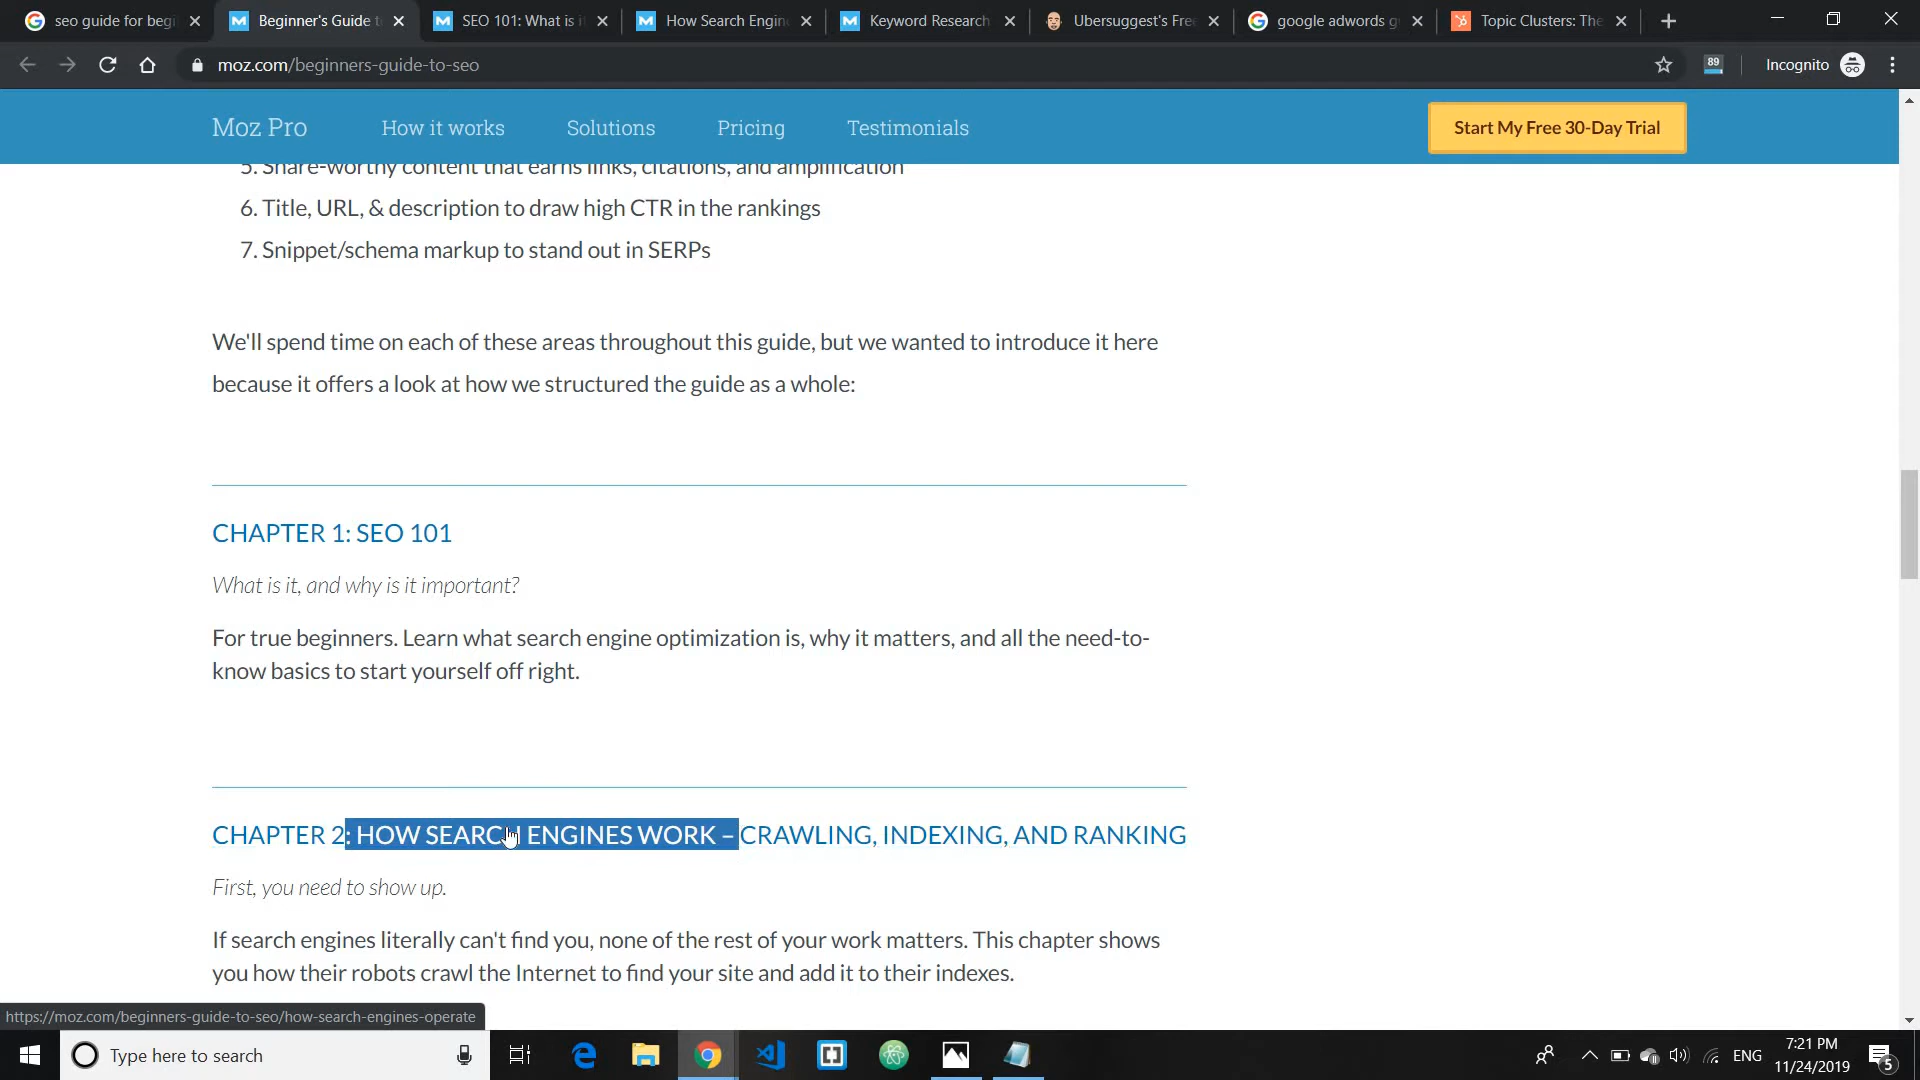 seo guide for begi
Beginner's Guide t
SEO 101: What is i
How Search Engin
Keyword Research
Ubersuggest's Fre
google adwords g
Topic Clusters: The
moz.com/beginners-guide-to-seo
89
Incognito
Moz Pro
How it works
Solutions
Pricing
Testimonials
Start My Free 30-Day Trial
5. Share-worthy content that earns links, citations, and amplification
6. Title, URL, & description to draw high CTR in the rankings
7. Snippet/schema markup to stand out in SERPs
We'll spend time on each of these areas throughout this guide, but we wanted to introduce it here
because it offers a look at how we structured the guide as a whole:
CHAPTER 1: SEO 101
What is it, and why is it important?
For true beginners. Learn what search engine optimization is, why it matters, and all the need-to-
know basics to start yourself off right.
CHAPTER 2: HOW SEARCH ENGINES WORK – CRAWLING, INDEXING, AND RANKING
First, you need to show up.
If search engines literally can't find you, none of the rest of your work matters. This chapter shows
you how their robots crawl the Internet to find your site and add it to their indexes.
https://moz.com/beginners-guide-to-seo/how-search-engines-operate
Type here to search
ENG
7:21 PM
11/24/2019
5